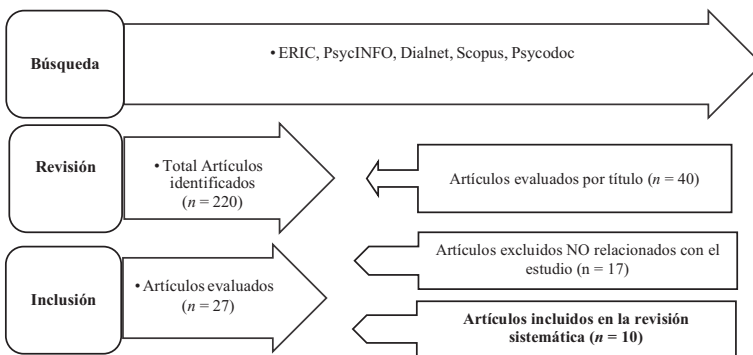 Búsqueda
• ERIC, PsycINFO, Dialnet, Scopus, Psycodoc
Revisión
• Total Artículos
identificados
(n = 220)
Artículos evaluados por título (n = 40)
Inclusión
• Artículos evaluados
(n = 27)
Artículos excluidos NO relacionados con el
estudio (n = 17)
Artículos incluidos en la revisión
sistemática (n = 10)